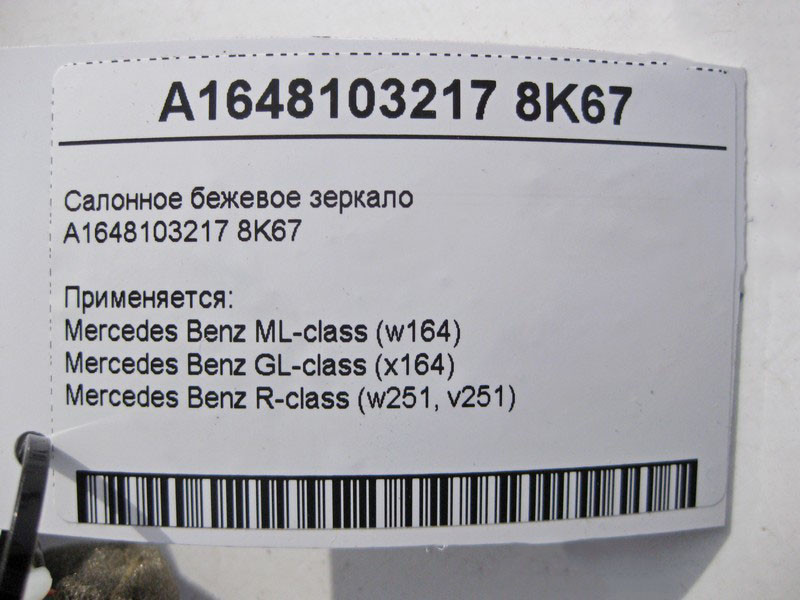 A1648103217 8K67
Салонное бежевое зеркало
A1648103217 8K67
Применяется:
Mercedes Benz ML-class (w164)
Mercedes Benz GL-class (x164)
Mercedes Benz R-class (w251, v251)